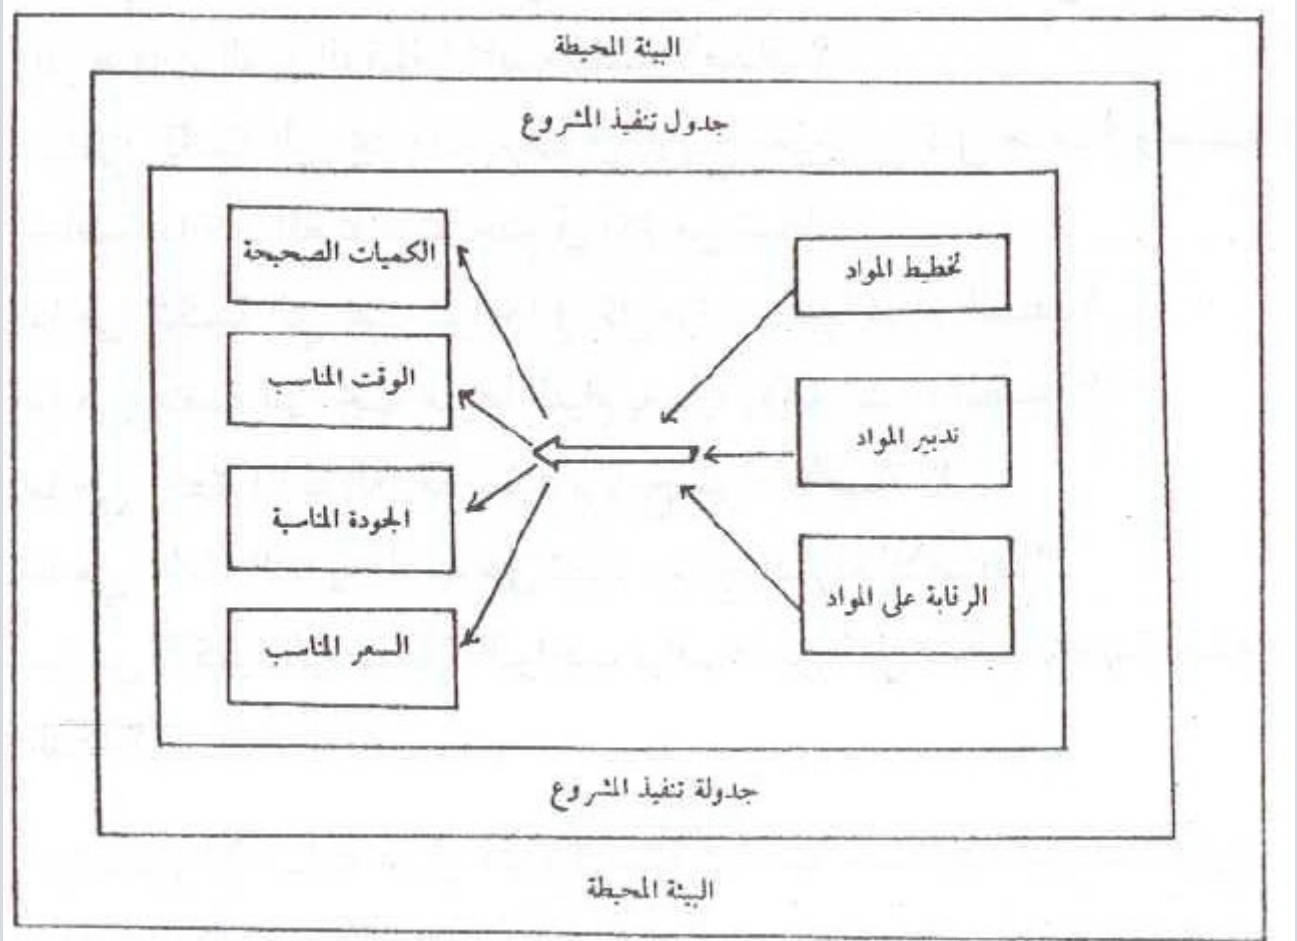 البيئة المحيطة
جدول تنفيذ المشروع
تخطيط المواد
تدبير المواد
الرقابة على المواد
الكميات الصحيحة
الوقت المناسب
الجودة المناسبة
السعر المناسب
جدولة تنفيذ المشروع
البيئة المحيطة